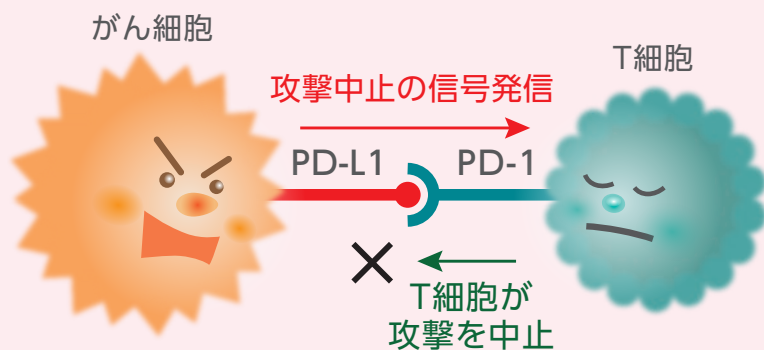 がん細胞
T細胞
攻撃中止の信号発信
PD-L1
PD-1
T細胞が
攻撃を中止